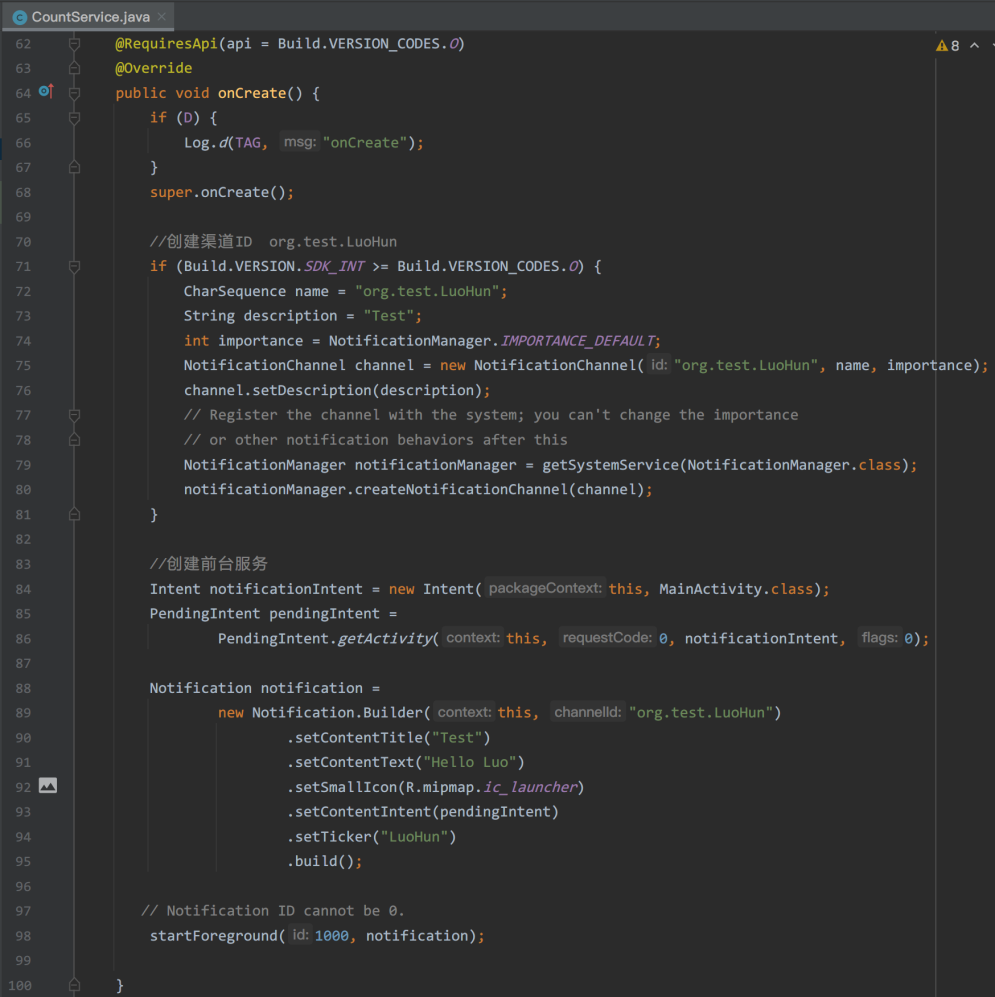 CountService.java
8
62 @RequiresApi(api = Build.VERSION_CODES.O)
63 @Override
64 public void onCreate() {
65 if (D) {
66 Log.d(TAG, msg: "onCreate");
67 }
68 super.onCreate();
69
70 //创建渠道ID org.test.LuoHun
71 if (Build.VERSION.SDK_INT >= Build.VERSION_CODES.O) {
72 CharSequence name = "org.test.LuoHun";
73 String description = "Test";
74 int importance = NotificationManager.IMPORTANCE_DEFAULT;
75 NotificationChannel channel = new NotificationChannel( id: "org.test.LuoHun", name, importance);
76 channel.setDescription(description);
77 // Register the channel with the system; you can't change the importance
78 // or other notification behaviors after this
79 NotificationManager notificationManager = getSystemService(NotificationManager.class);
80 notificationManager.createNotificationChannel(channel);
81 }
82
83 //创建前台服务
84 Intent notificationIntent = new Intent( packageContext: this, MainActivity.class);
85 PendingIntent pendingIntent =
86 PendingIntent.getActivity( context: this, requestCode: 0, notificationIntent, flags: 0);
87
88 Notification notification =
89 new Notification.Builder( context: this, channelId: "org.test.LuoHun")
90 .setContentTitle("Test")
91 .setContentText("Hello Luo")
92 .setSmallIcon(R.mipmap.ic_launcher)
93 .setContentIntent(pendingIntent)
94 .setTicker("LuoHun")
95 .build();
96
97 // Notification ID cannot be 0.
98 startForeground( id: 1000, notification);
99
100 }